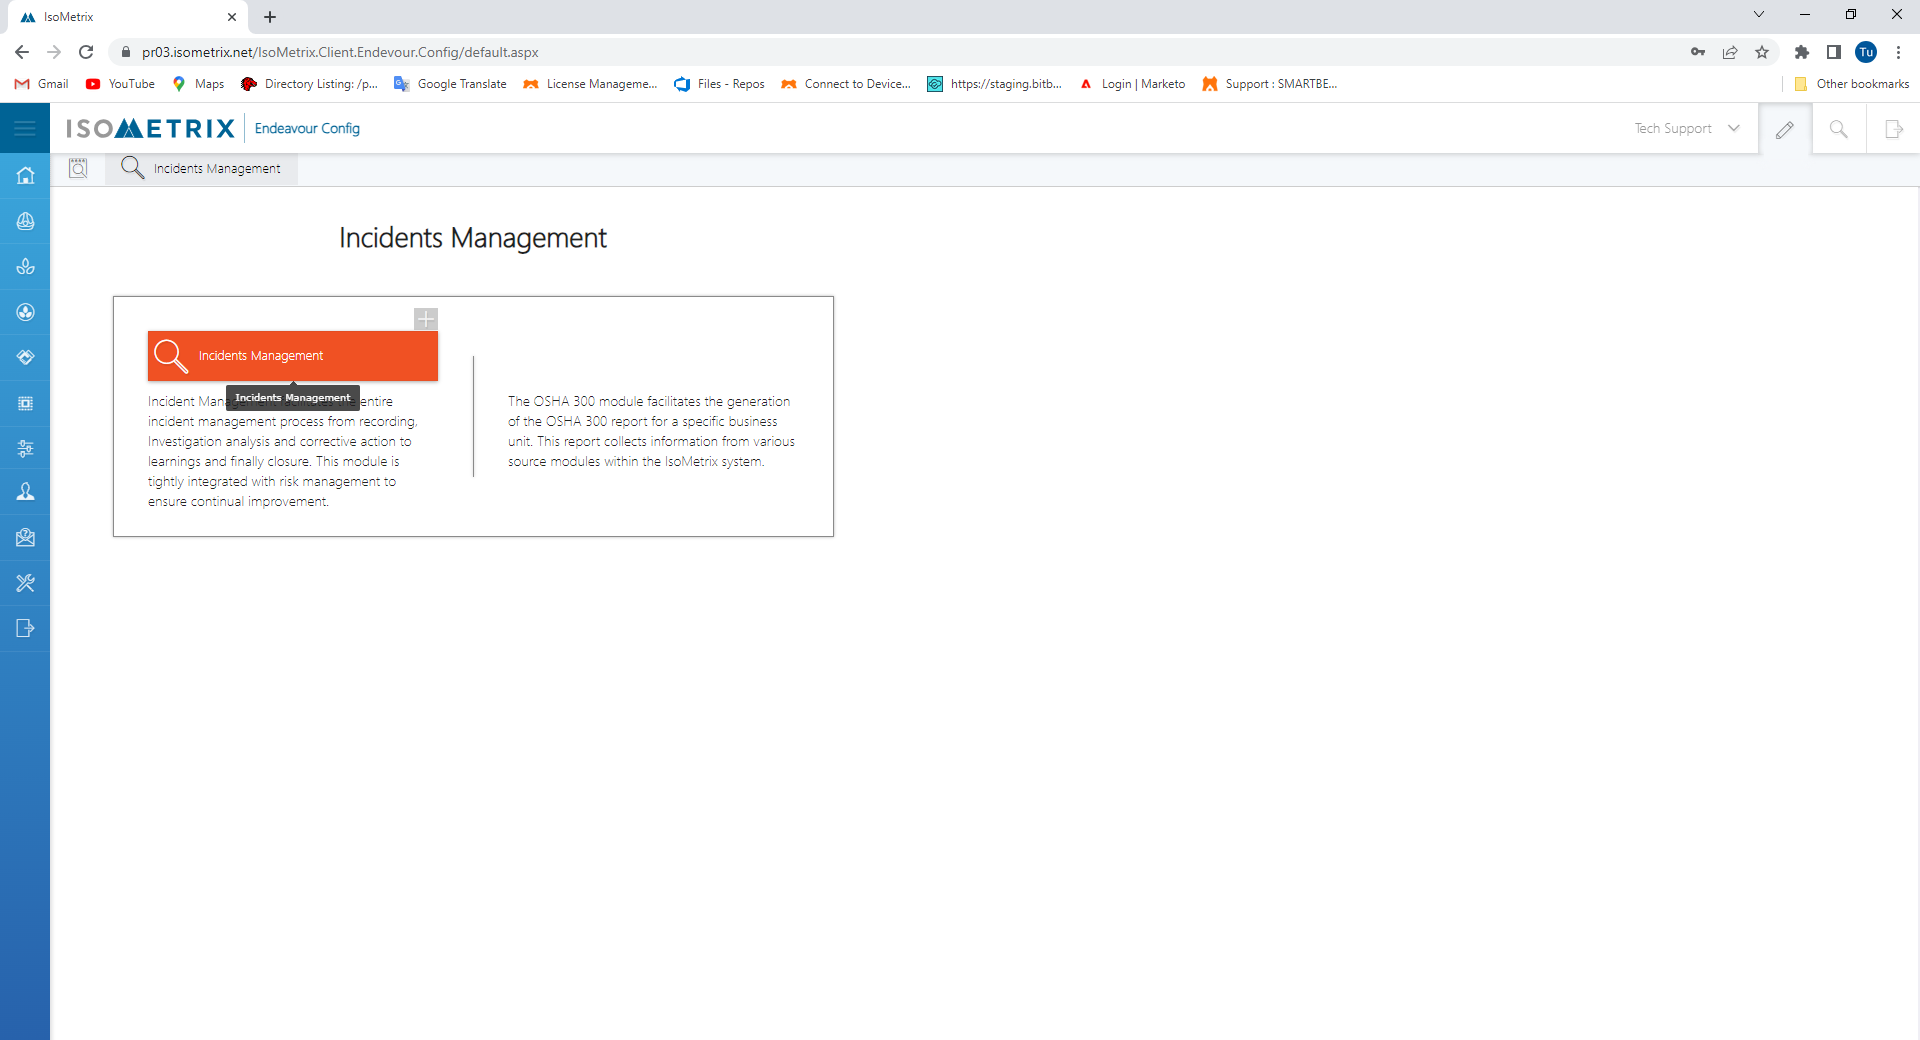 IsoMetrix
pr03.isometrix.net/IsoMetrix.Client.Endevour.Config/default.aspx
Tu
Gmail
YouTube
Maps
Directory Listing: /p...
Google Translate
License Manageme...
Files - Repos
Connect to Device...
https://staging.bitb...
Login | Marketo
Support : SMARTBE...
Other bookmarks
ISOMETRIX
Endeavour Config
Tech Support
Incidents Management
Incidents Management
Incidents Management
Incidents Management
Incident entire
incident management process from recording,
Investigation analysis and corrective action to
learnings and finally closure. This module is
tightly integrated with risk management to
ensure continual improvement.
The OSHA 300 module facilitates the generation
of the OSHA 300 report for a specific business
unit. This report collects information from various
source modules within the IsoMetrix system.